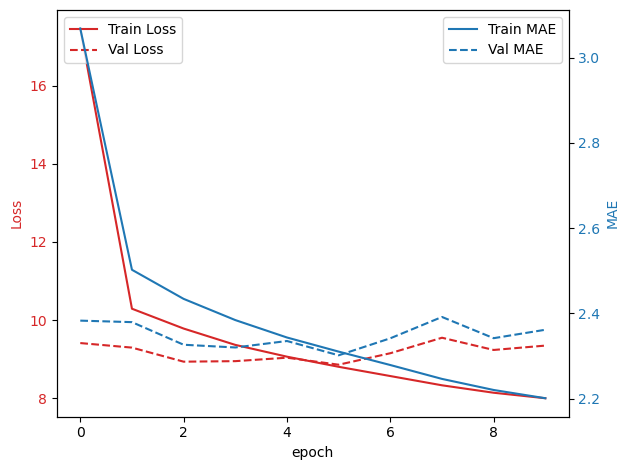 Train Loss
Val Loss
Train MAE
Val MAE
16
14
12
10
8
Loss
3.0
2.8
2.6
2.4
2.2
MAE
0 2 4 6 8
epoch